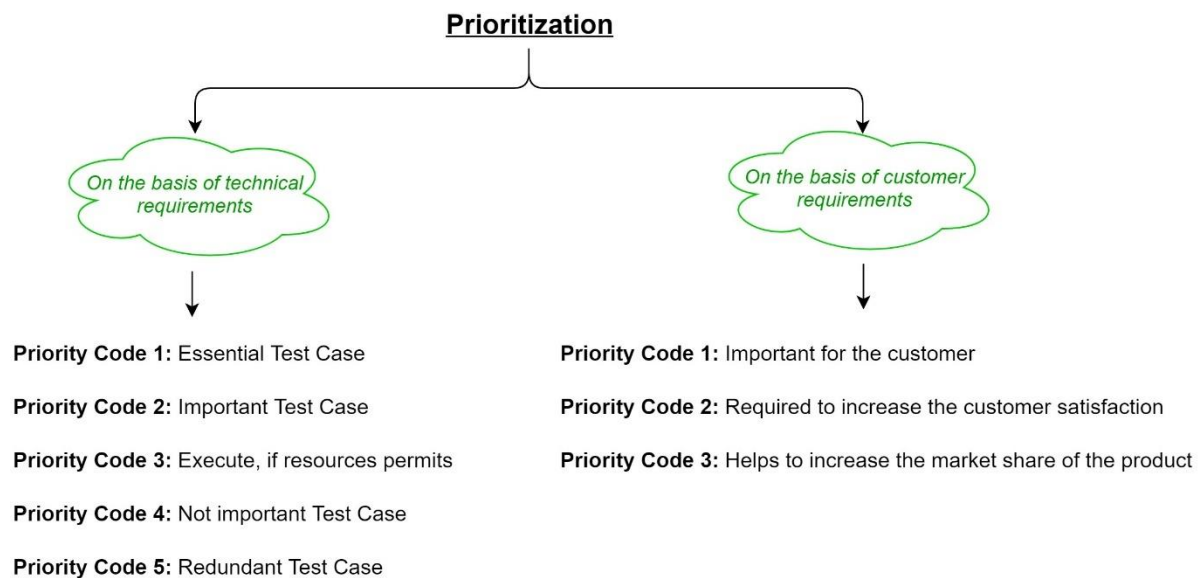 Prioritization
On the basis of technical
requirements
On the basis of customer
requirements
Priority Code 1: Essential Test Case
Priority Code 2: Important Test Case
Priority Code 3: Execute, if resources permits
Priority Code 4: Not important Test Case
Priority Code 5: Redundant Test Case
Priority Code 1: Important for the customer
Priority Code 2: Required to increase the customer satisfaction
Priority Code 3: Helps to increase the market share of the product